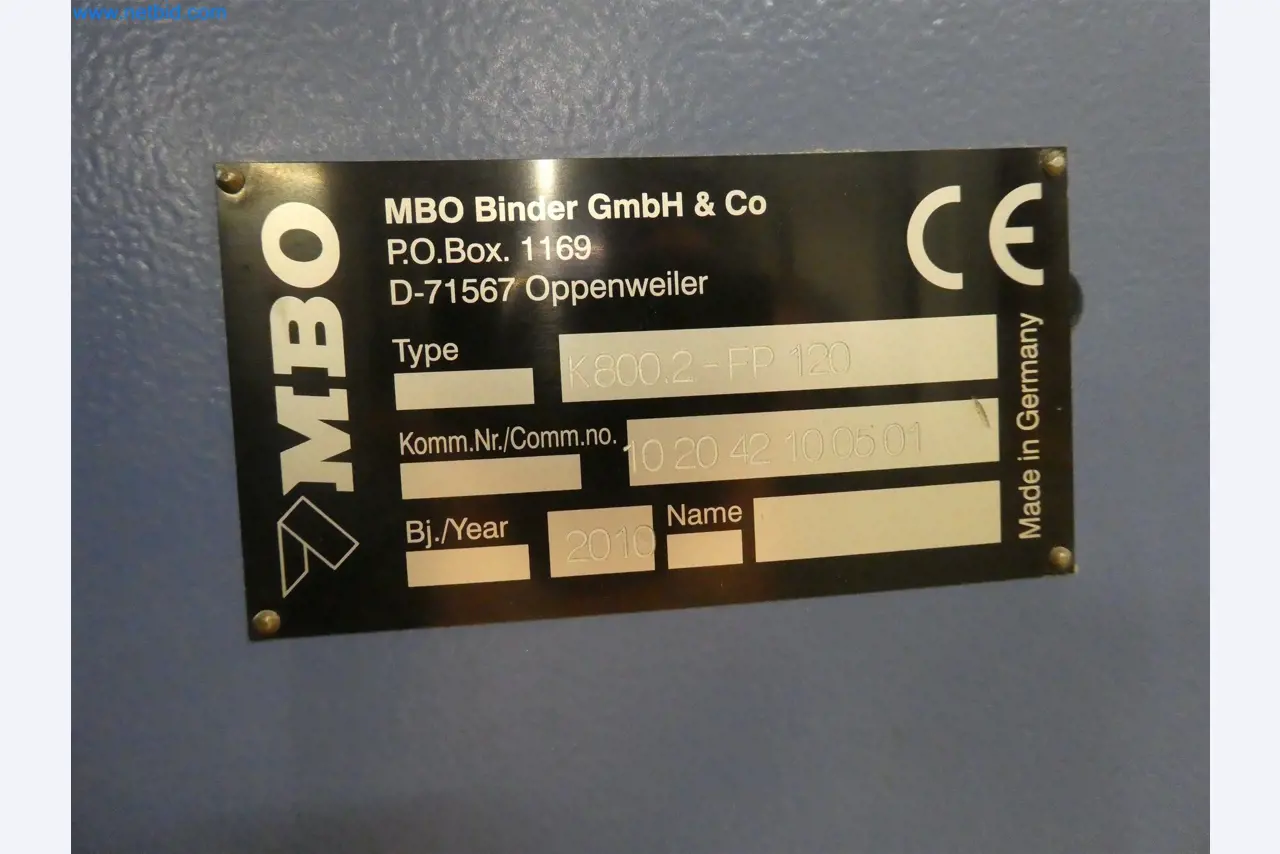 www.netbid.com
MBO
MBO Binder GmbH & Co
P.O.Box. 1169
D-71567 Oppenweiler
CE
Type K800.2-FP 120
Komm.Nr./Comm.no. 10 20 42 10 05 01
Bj./Year 2010 Name
Made in Germany